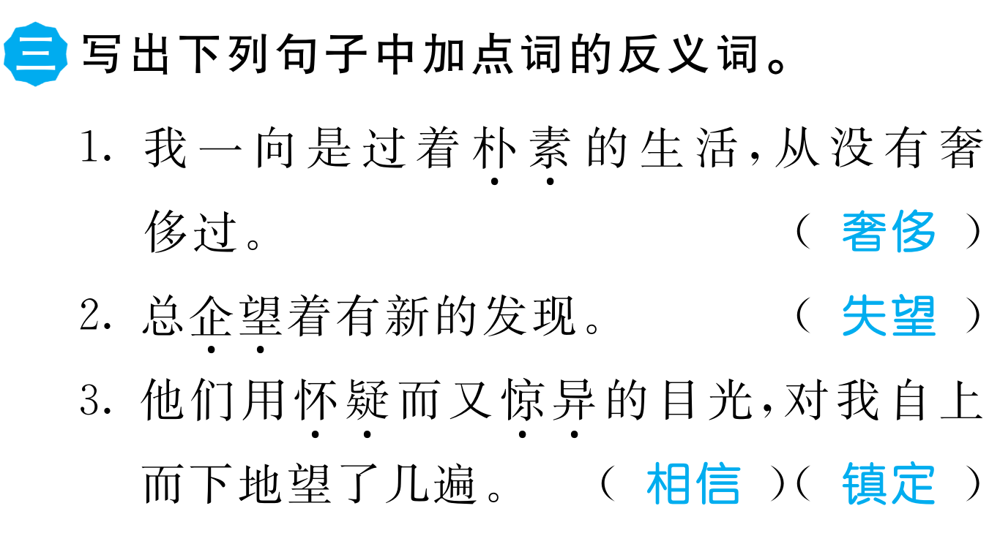 三 写出下列句子中加点词的反义词。
1. 我一向是过着朴素的生活,从没有奢
侈过。 ( 奢侈 )
2. 总企望着有新的发现。 ( 失望 )
3. 他们用怀疑而又惊异的目光,对我自上
而下地望了几遍。 ( 相信 )( 镇定 )